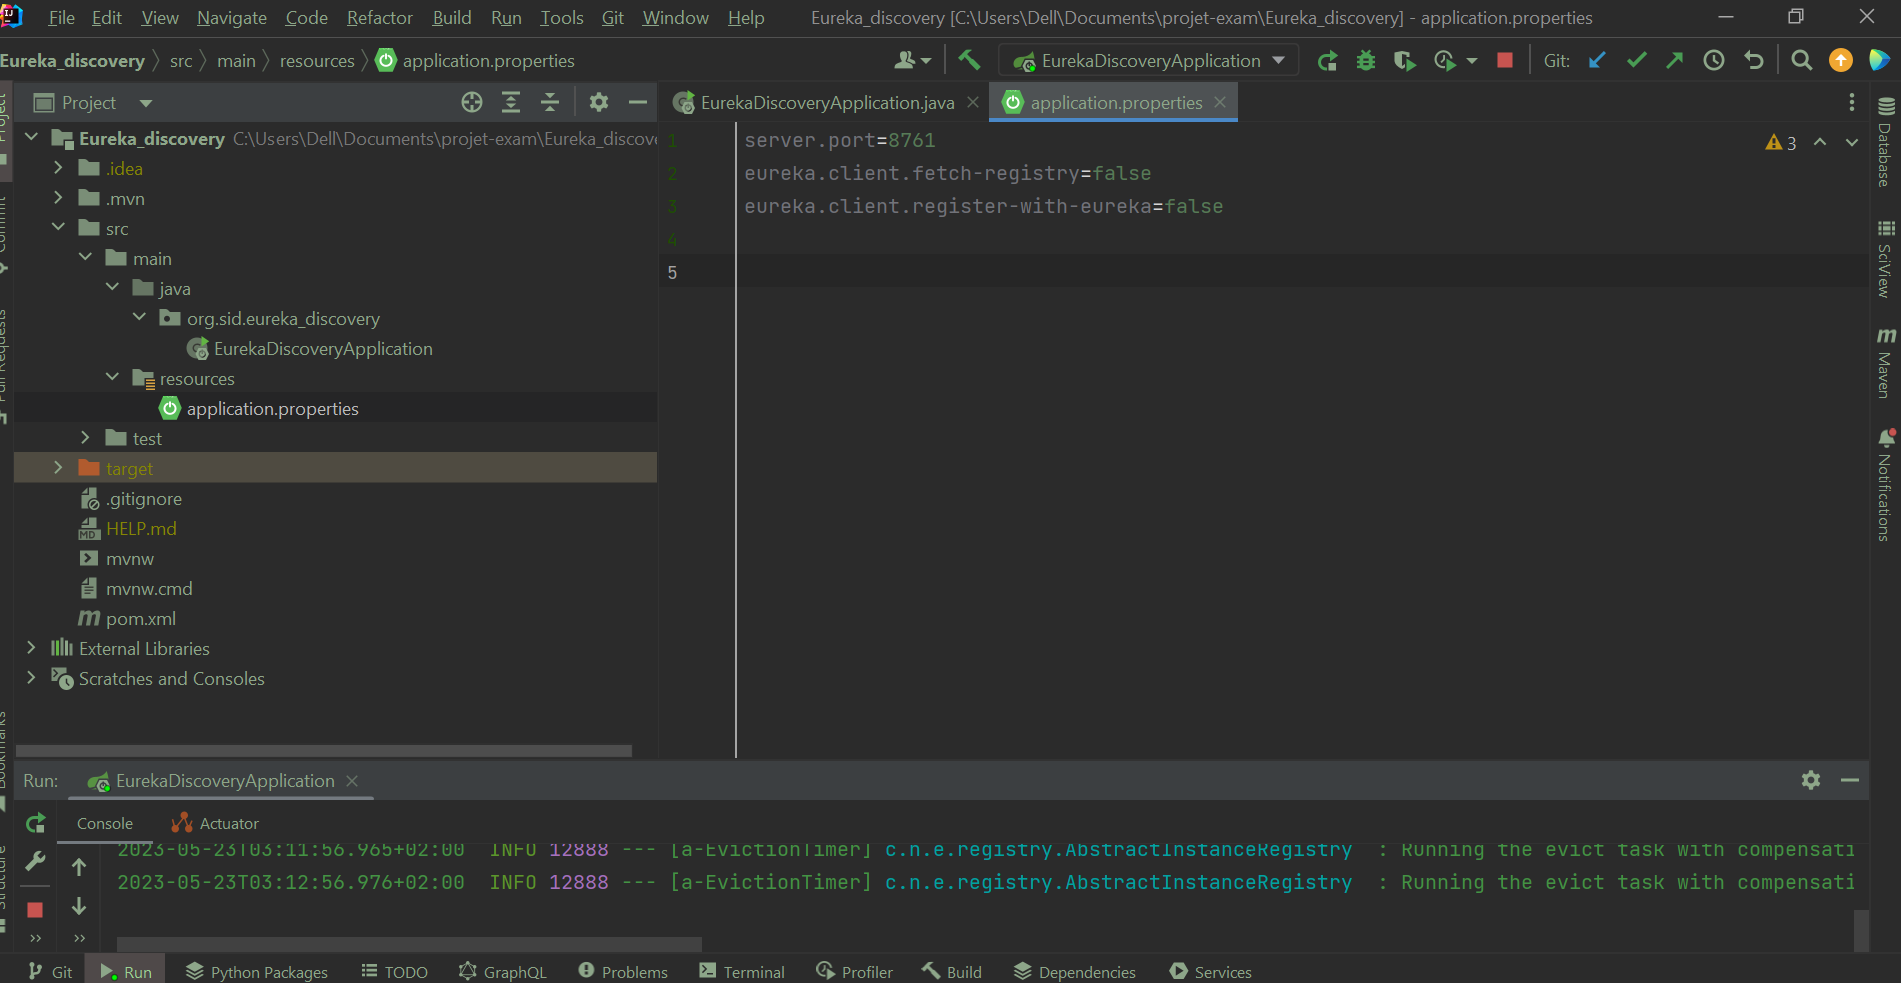 File Edit View Navigate Code Refactor Build Run Tools Git Window Help Eureka_discovery [C:\Users\Dell\Documents\projet-exam\Eureka_discovery] - application.properties
Eureka_discovery src main resources application.properties EurekaDiscoveryApplication Git:
Project
EurekaDiscoveryApplication.java application.properties
Eureka_discovery C:\Users\Dell\Documents\projet-exam\Eureka_discove
.idea
.mvn
src
main
java
org.sid.eureka_discovery
EurekaDiscoveryApplication
resources
application.properties
test
target
.gitignore
HELP.md
mvnw
mvnw.cmd
pom.xml
External Libraries
Scratches and Consoles
1 server.port=8761
2 eureka.client.fetch-registry=false
3 eureka.client.register-with-eureka=false
4
5
3
Project
Commit
Pull Requests
Bookmarks
Structure
Database
SciView
Maven
Notifications
Run: EurekaDiscoveryApplication
Console Actuator
2023-05-23T03:11:56.965+02:00 INFO 12888 --- [a-EvictionTimer] c.n.e.registry.AbstractInstanceRegistry : Running the evict task with compensati
2023-05-23T03:12:56.976+02:00 INFO 12888 --- [a-EvictionTimer] c.n.e.registry.AbstractInstanceRegistry : Running the evict task with compensati
Git Run Python Packages TODO GraphQL Problems Terminal Profiler Build Dependencies Services